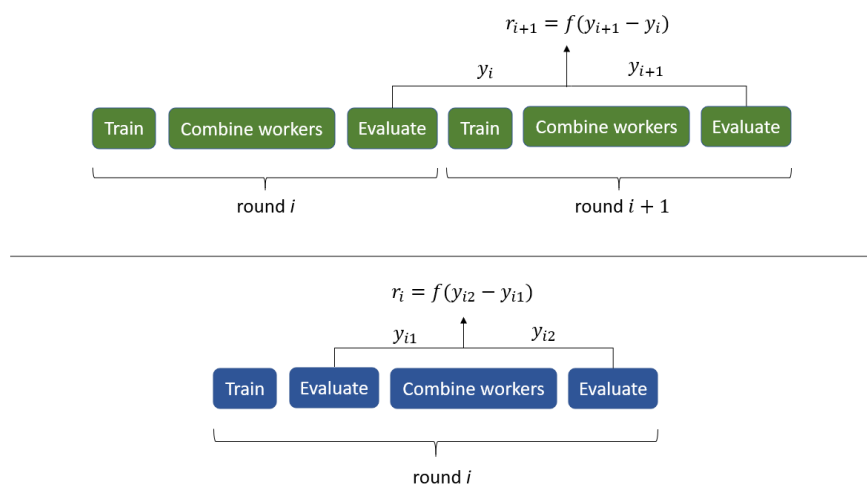 r_{i+1} = f(y_{i+1} − y_i)
y_i y_{i+1}
Train Combine workers Evaluate Train Combine workers Evaluate
round i round i + 1
r_i = f(y_{i2} − y_{i1})
y_{i1} y_{i2}
Train Evaluate Combine workers Evaluate
round i